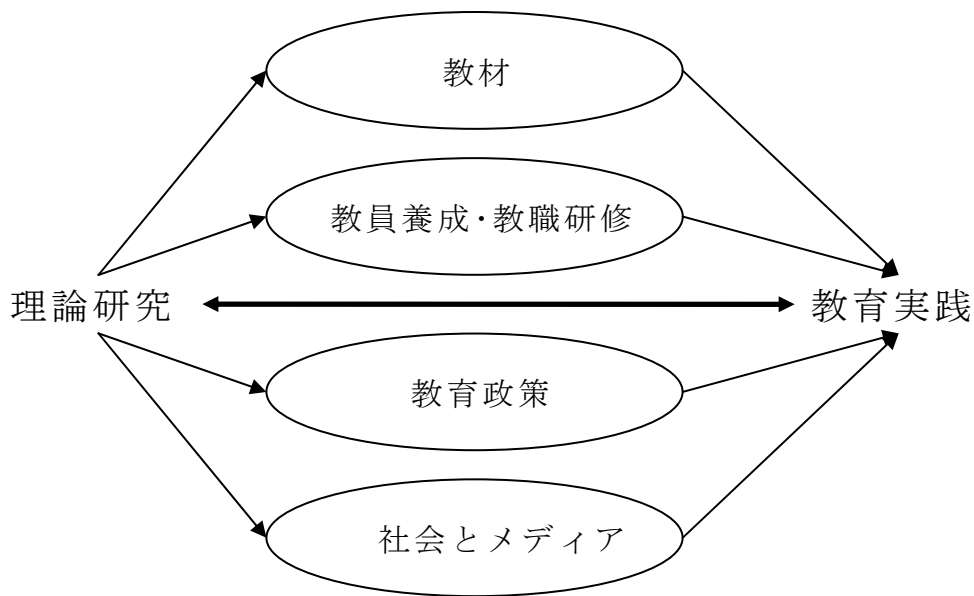 教材
教員養成・教職研修
理論研究
教育実践
教育政策
社会とメディア